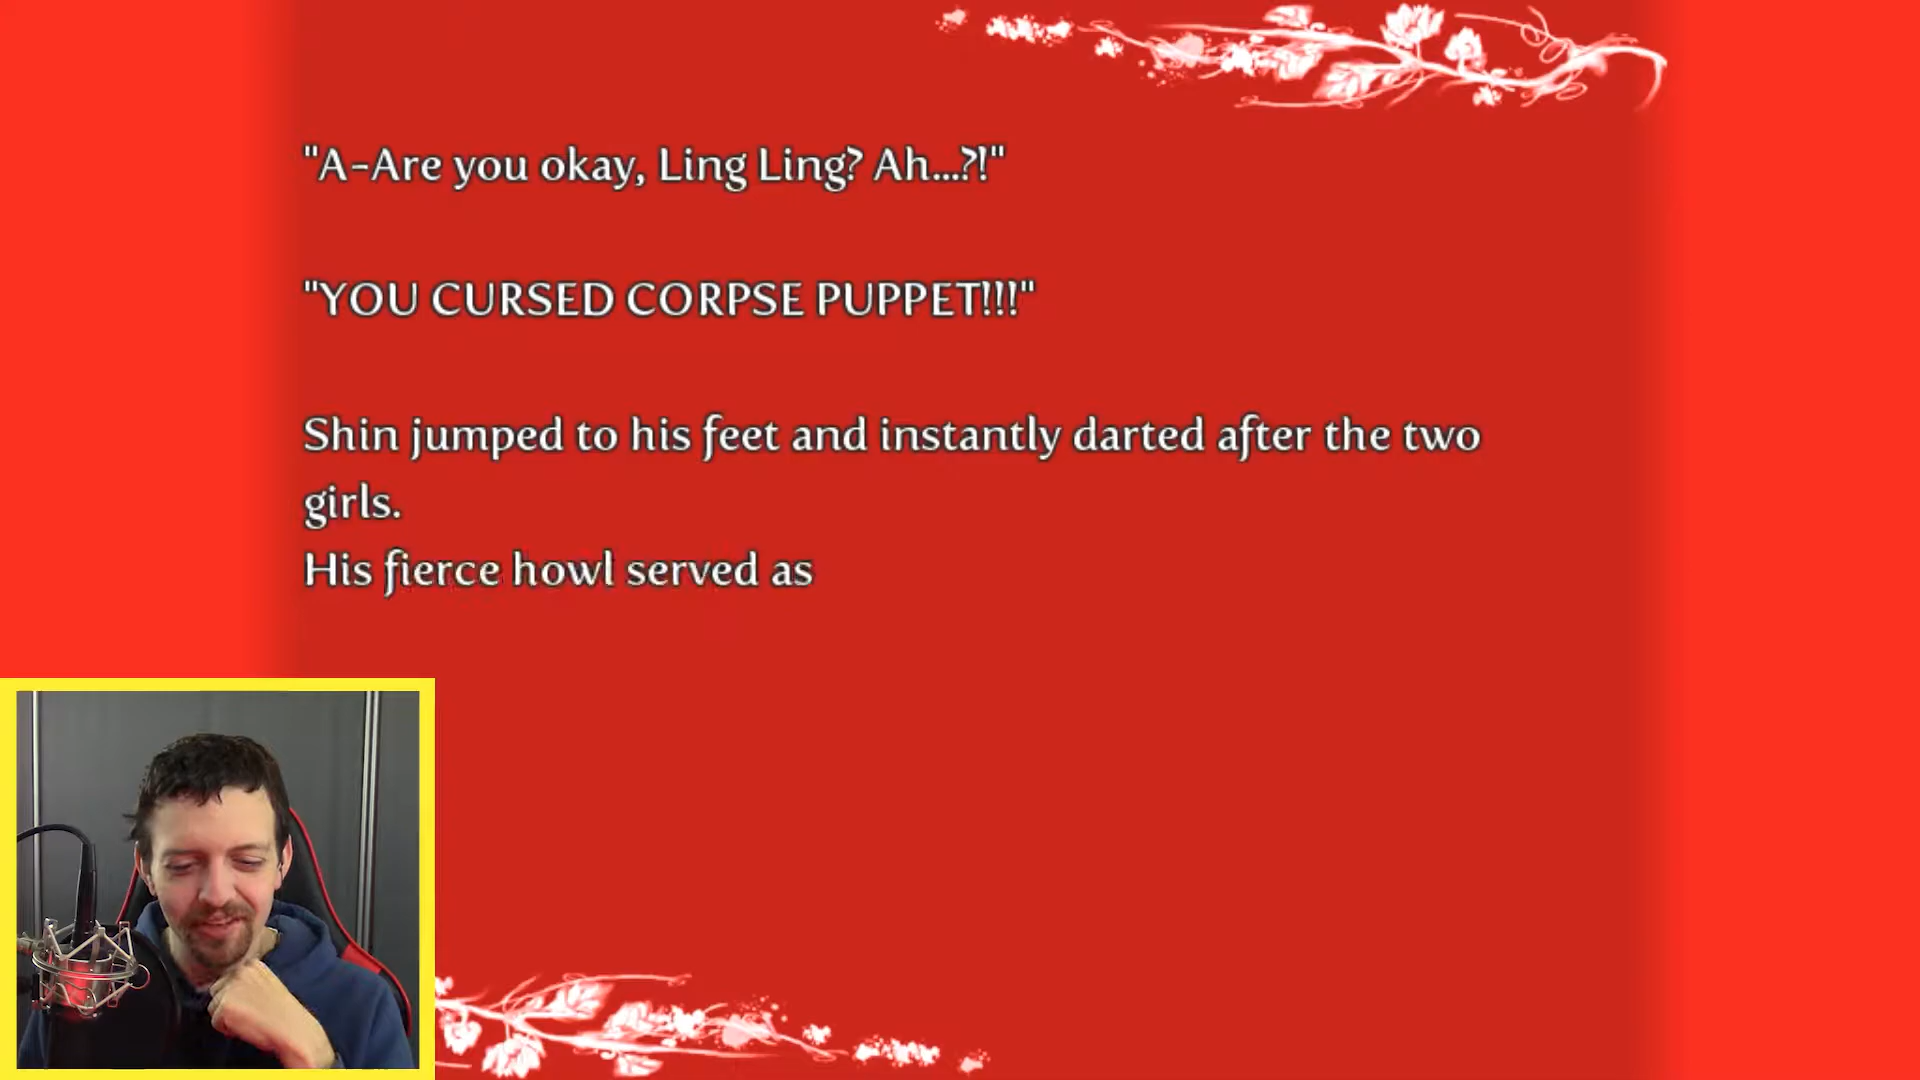 "A-Are you okay, Ling Ling? Ah...?!"
"YOU CURSED CORPSE PUPPET!!!"
Shin jumped to his feet and instantly darted after the two
girls.
His fierce howl served as